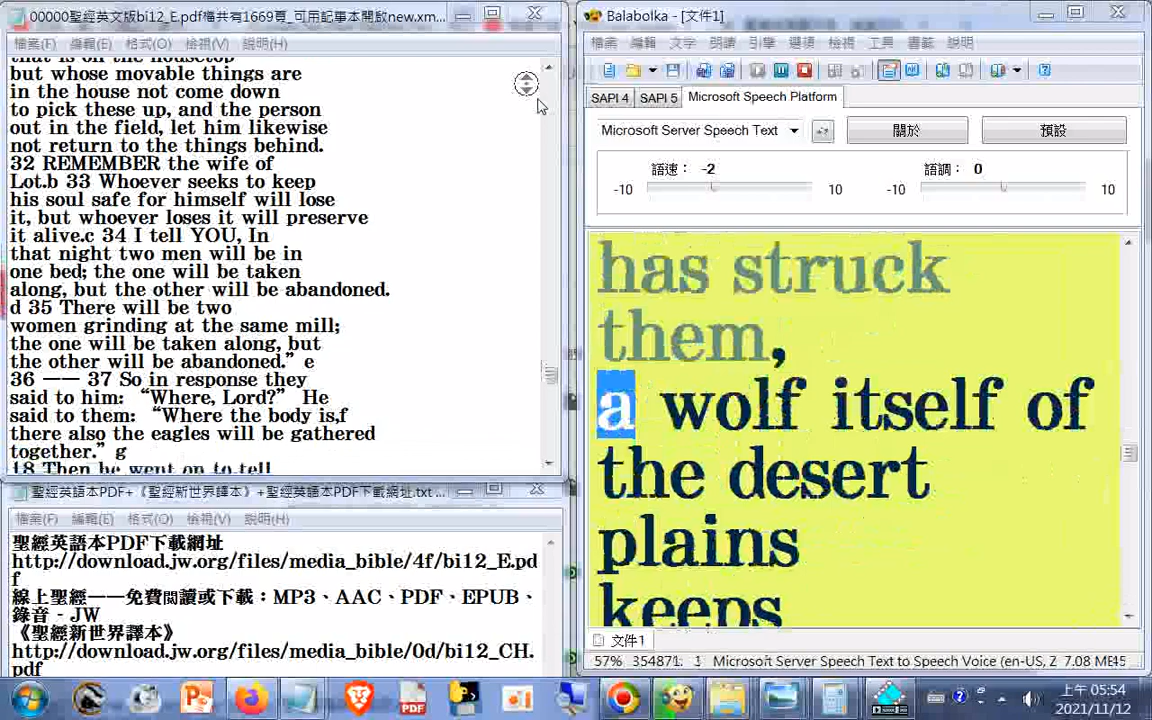 00000聖經英文版bi12_E.pdf檔共有1669頁_可用記事本開啟new.xm...
檔案(F) 編輯(E) 格式(O) 檢視(V) 說明(H)
that is on the housetop
but whose movable things are
in the house not come down
to pick these up, and the person
out in the field, let him likewise
not return to the things behind.
32 REMEMBER the wife of
Lot.b 33 Whoever seeks to keep
his soul safe for himself will lose
it, but whoever loses it will preserve
it alive.c 34 I tell YOU, In
that night two men will be in
one bed; the one will be taken
along, but the other will be abandoned.
d 35 There will be two
women grinding at the same mill;
the one will be taken along, but
the other will be abandoned.” e
36 —— 37 So in response they
said to him: “Where, Lord?” He
said to them: “Where the body is,f
there also the eagles will be gathered
together.” g
18 Then he went on to tell
聖經英語本PDF+《聖經新世界譯本》+聖經英語本PDF下載網址.txt ...
檔案(F) 編輯(E) 格式(O) 檢視(V) 說明(H)
聖經英語本PDF下載網址
http://download.jw.org/files/media_bible/4f/bi12_E.pd
f
線上聖經——免費閱讀或下載：MP3、AAC、PDF、EPUB、
錄音 - JW
《聖經新世界譯本》
http://download.jw.org/files/media_bible/0d/bi12_CH.
pdf
Balabolka - [文件1]
檔案 編輯 文字 朗讀 引擎 選項 檢視 工具 書籤 說明
SAPI 4 SAPI 5 Microsoft Speech Platform
Microsoft Server Speech Text 關於 預設
語速： -2 語調： 0
-10 10 -10 10
has struck
them,
a wolf itself of
the desert
plains
keeps
文件1
57% 354871. 1 Microsoft Server Speech Text to Speech Voice (en-US, Z 7.08 ME45
PDF
上午 05:54
2021/11/12